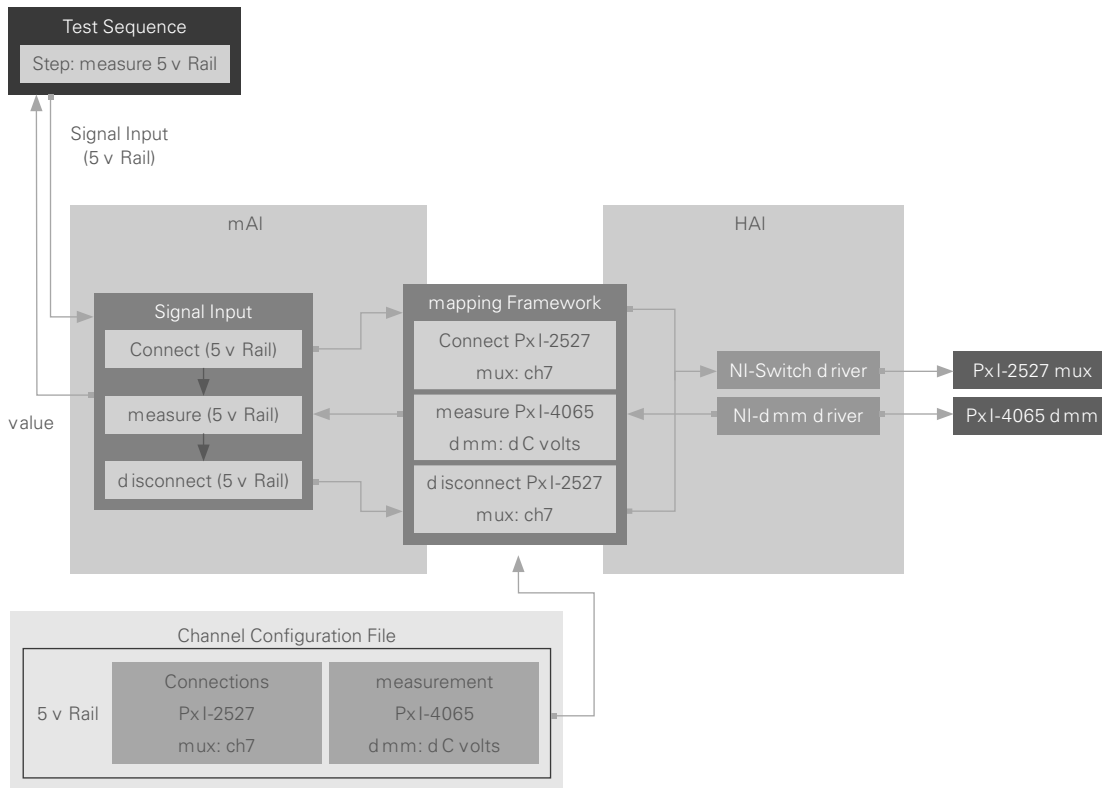 Test Sequence
Step: measure 5 v Rail
Signal Input
(5 v Rail)
mAI
HAI
Signal Input
Connect (5 v Rail)
measure (5 v Rail)
disconnect (5 v Rail)
value
mapping Framework
Connect PxI-2527
mux: ch7
measure PxI-4065
dmm: dC volts
disconnect PxI-2527
mux: ch7
NI-Switch driver
NI-dmm driver
PxI-2527 mux
PxI-4065 dmm
Channel Configuration File
5 v Rail
Connections
PxI-2527
mux: ch7
measurement
PxI-4065
dmm: dC volts